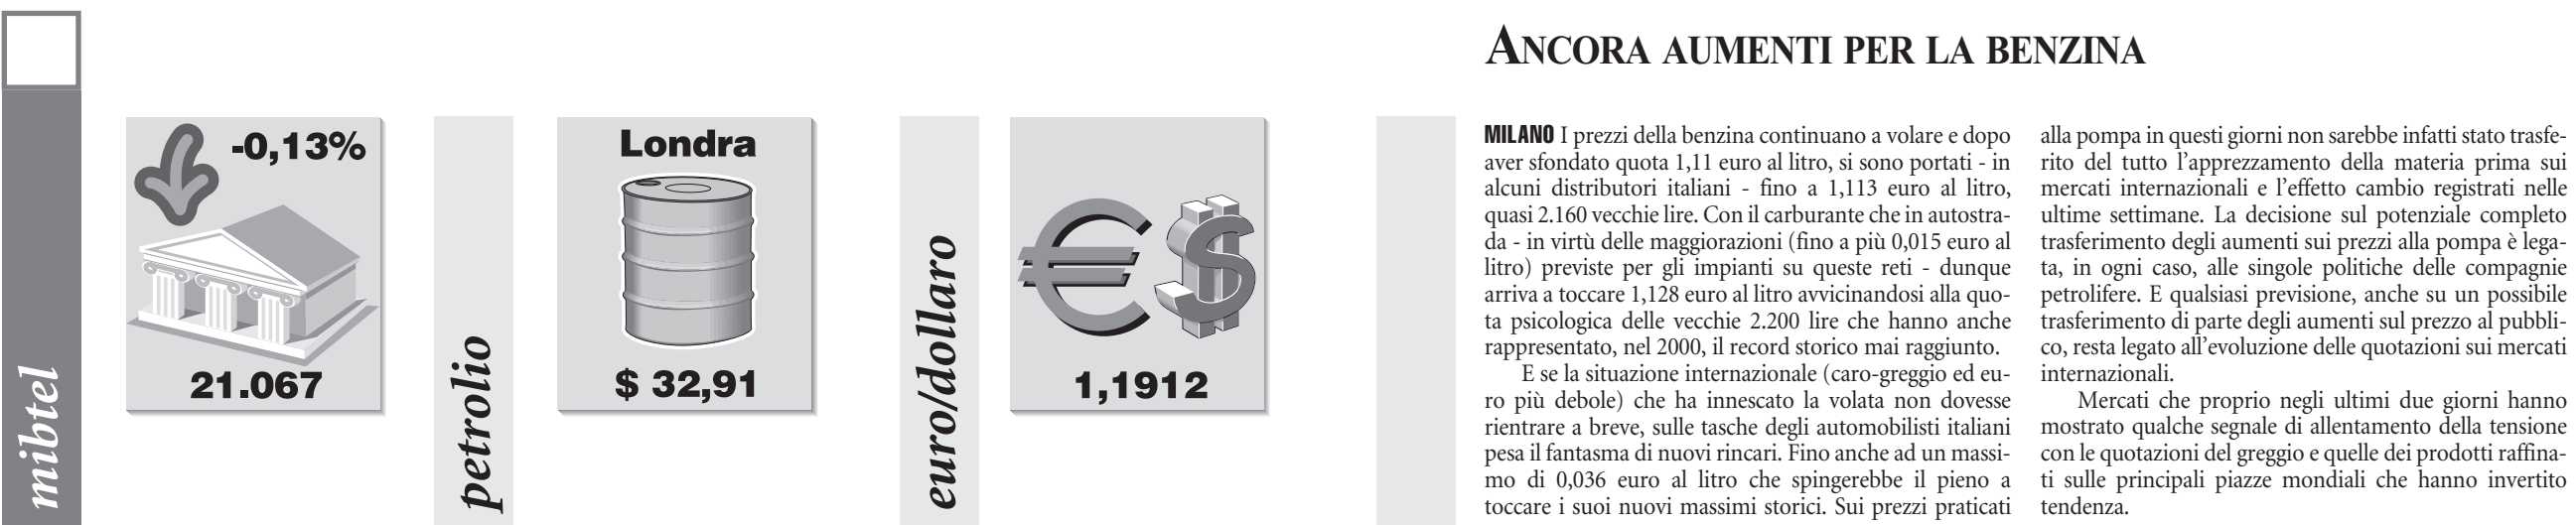 mibtel
-0,13%
21.067
petrolio
Londra
$ 32,91
euro/dollaro
1,1912
ANCORA AUMENTI PER LA BENZINA
MILANO I prezzi della benzina continuano a volare e dopo
aver sfondato quota 1,11 euro al litro, si sono portati - in
alcuni distributori italiani - fino a 1,113 euro al litro,
quasi 2.160 vecchie lire. Con il carburante che in autostra-
da - in virtù delle maggiorazioni (fino a più 0,015 euro al
litro) previste per gli impianti su queste reti - dunque
arriva a toccare 1,128 euro al litro avvicinandosi alla quo-
ta psicologica delle vecchie 2.200 lire che hanno anche
rappresentato, nel 2000, il record storico mai raggiunto.
E se la situazione internazionale (caro-greggio ed eu-
ro più debole) che ha innescato la volata non dovesse
rientrare a breve, sulle tasche degli automobilisti italiani
pesa il fantasma di nuovi rincari. Fino anche ad un massi-
mo di 0,036 euro al litro che spingerebbe il pieno a
toccare i suoi nuovi massimi storici. Sui prezzi praticati
alla pompa in questi giorni non sarebbe infatti stato trasfe-
rito del tutto l'apprezzamento della materia prima sui
mercati internazionali e l'effetto cambio registrati nelle
ultime settimane. La decisione sul potenziale completo
trasferimento degli aumenti sui prezzi alla pompa è lega-
ta, in ogni caso, alle singole politiche delle compagnie
petrolifere. E qualsiasi previsione, anche su un possibile
trasferimento di parte degli aumenti sul prezzo al pubbli-
co, resta legato all'evoluzione delle quotazioni sui mercati
internazionali.
Mercati che proprio negli ultimi due giorni hanno
mostrato qualche segnale di allentamento della tensione
con le quotazioni del greggio e quelle dei prodotti raffina-
ti sulle principali piazze mondiali che hanno invertito
tendenza.